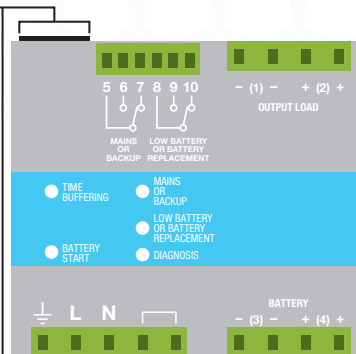 5 6 7 8 9 10
MAINS
OR
BACKUP
LOW BATTERY
OR BATTERY
REPLACEMENT
– (1) – + (2) +
OUTPUT LOAD
TIME
BUFFERING
MAINS
OR
BACKUP
LOW BATTERY
OR BATTERY
REPLACEMENT
BATTERY
START
DIAGNOSIS
L N
BATTERY
– (3) – + (4) +